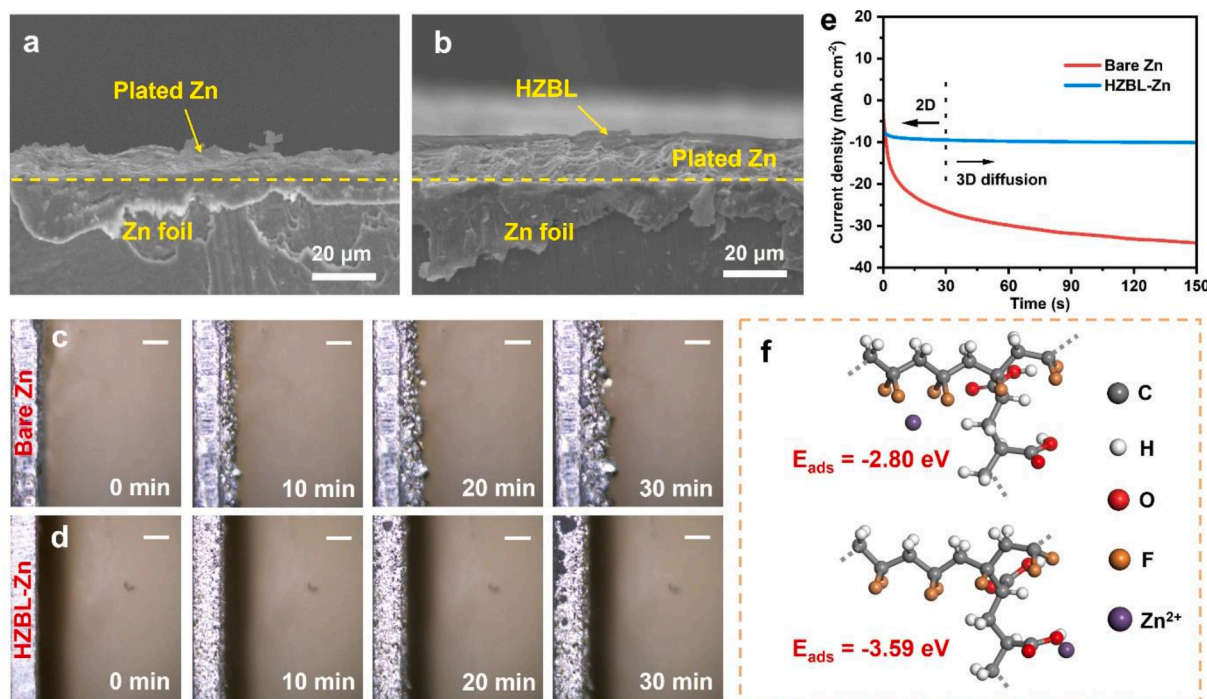 a
Plated Zn
Zn foil
20 μm
b
HZBL
Plated Zn
Zn foil
20 μm
e
Bare Zn
HZBL-Zn
2D
3D diffusion
Current density (mAh cm⁻²)
20
10
0
-10
-20
-30
-40
0 30 60 90 120 150
Time (s)
c
Bare Zn
0 min
10 min
20 min
30 min
d
HZBL-Zn
0 min
10 min
20 min
30 min
f
E_ads = -2.80 eV
E_ads = -3.59 eV
C
H
O
F
Zn²⁺